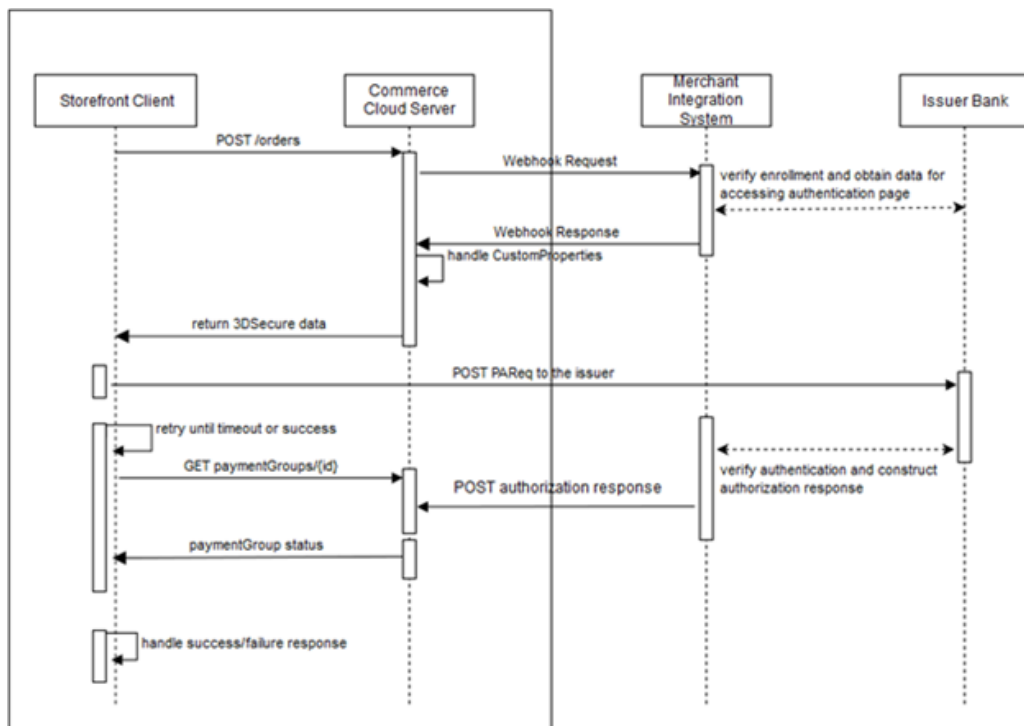 Storefront Client
Commerce
Cloud Server
Merchant
Integration
System
Issuer Bank
POST /orders
Webhook Request
verify enrollment and obtain data for
accessing authentication page
Webhook Response
handle CustomProperties
return 3DSecure data
POST PAReq to the issuer
retry until timeout or success
GET paymentGroups/{id}
verify authentication and construct
authorization response
POST authorization response
paymentGroup status
handle success/failure response